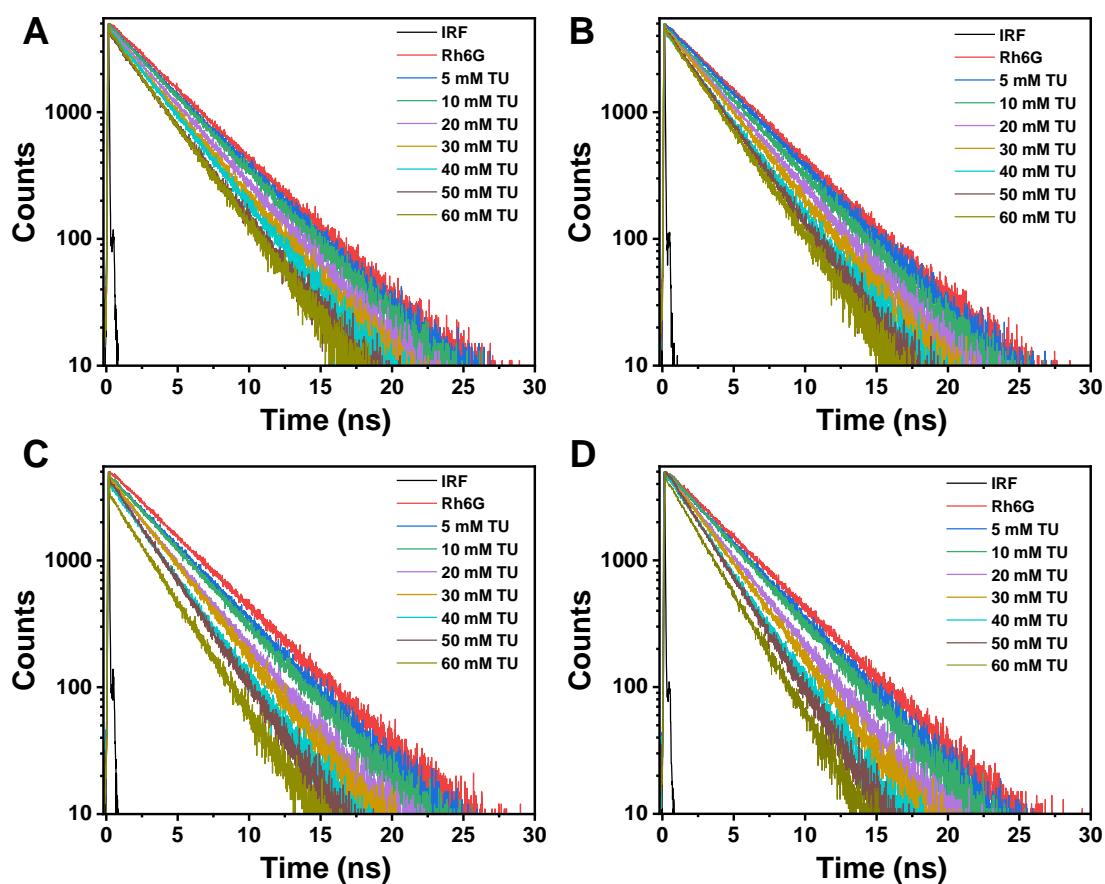 A
IRF
Rh6G
5 mM TU
10 mM TU
20 mM TU
30 mM TU
40 mM TU
50 mM TU
60 mM TU
1000
100
10
Counts
0
5
10
15
20
25
30
Time (ns)
B
IRF
Rh6G
5 mM TU
10 mM TU
20 mM TU
30 mM TU
40 mM TU
50 mM TU
60 mM TU
1000
100
10
Counts
0
5
10
15
20
25
30
Time (ns)
C
IRF
Rh6G
5 mM TU
10 mM TU
20 mM TU
30 mM TU
40 mM TU
50 mM TU
60 mM TU
1000
100
10
Counts
0
5
10
15
20
25
30
Time (ns)
D
IRF
Rh6G
5 mM TU
10 mM TU
20 mM TU
30 mM TU
40 mM TU
50 mM TU
60 mM TU
1000
100
10
Counts
0
5
10
15
20
25
30
Time (ns)